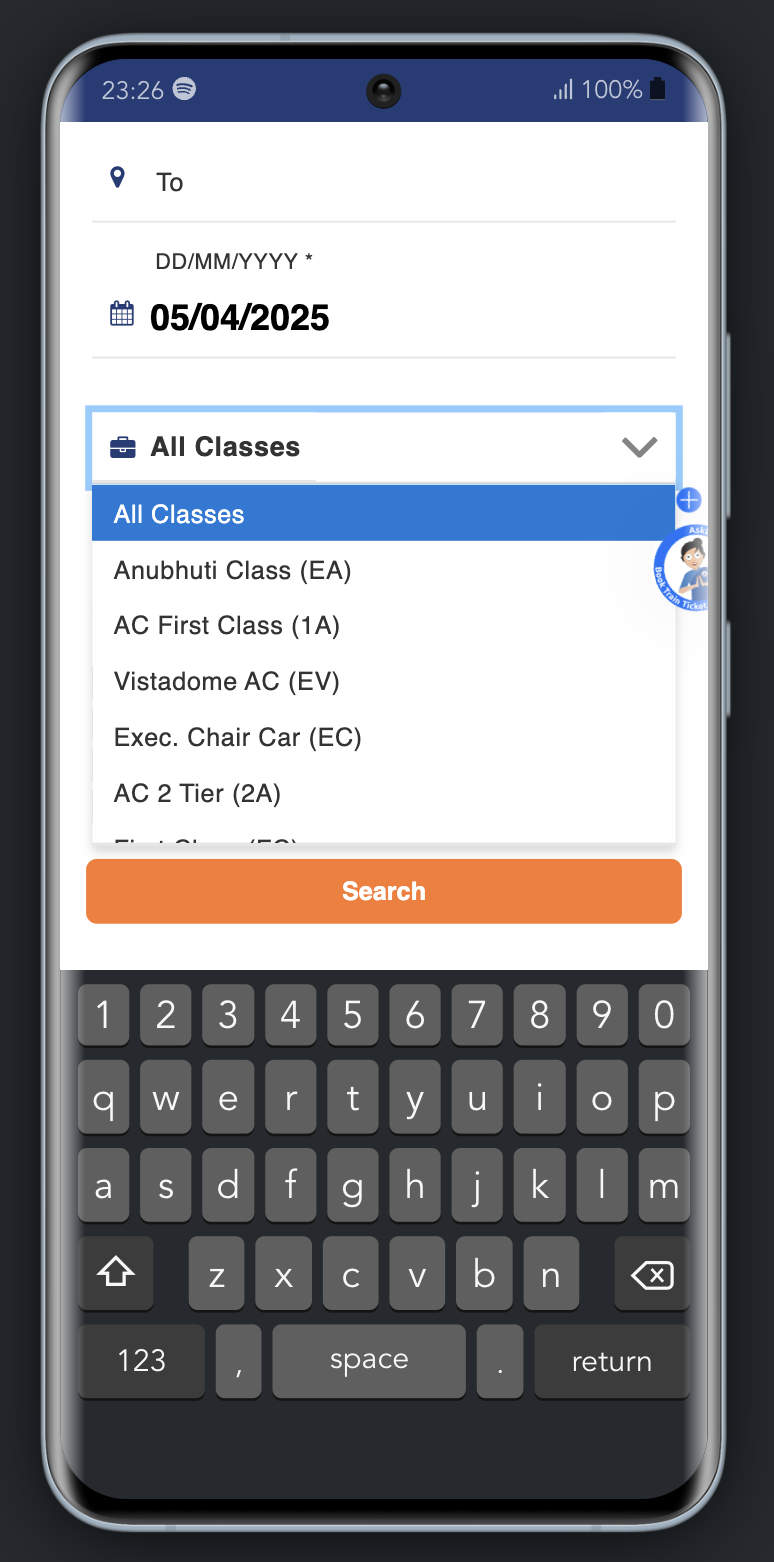 23:26 100%
To
DD/MM/YYYY *
05/04/2025
All Classes
All Classes
Anubhuti Class (EA)
AC First Class (1A)
Vistadome AC (EV)
Exec. Chair Car (EC)
AC 2 Tier (2A)
Book Train Ticket
Search
1 2 3 4 5 6 7 8 9 0
q w e r t y u i o p
a s d f g h j k l m
z x c v b n
123 , space . return